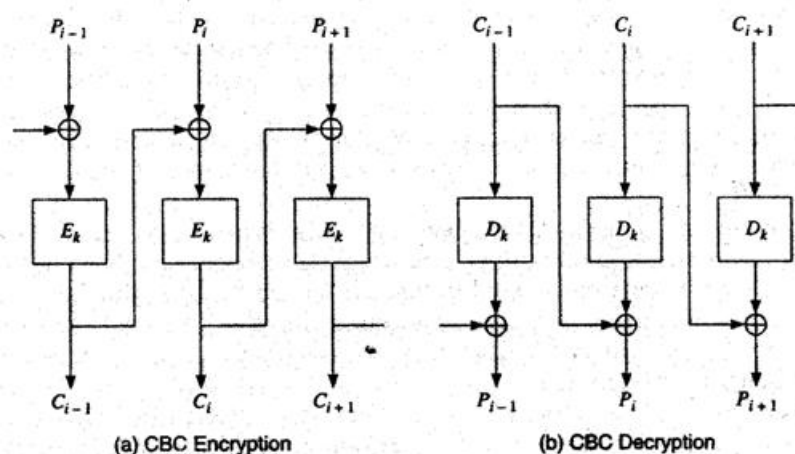 P_{i-1} P_i P_{i+1} C_{i-1} C_i C_{i+1}
E_k E_k E_k D_k D_k D_k
C_{i-1} C_i C_{i+1} P_{i-1} P_i P_{i+1}
(a) CBC Encryption (b) CBC Decryption